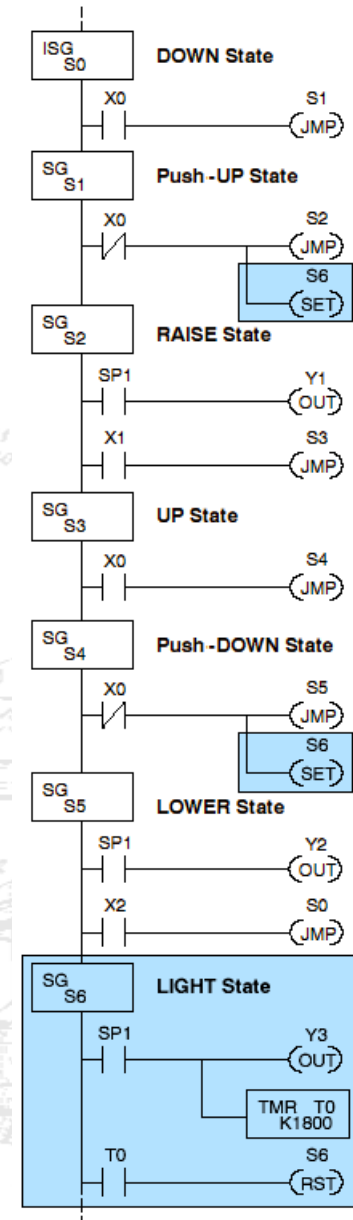 ISG
S0
DOWN State
X0
S1
JMP
SG
S1
Push-UP State
X0
S2
JMP
S6
SET
SG
S2
RAISE State
SP1
Y1
OUT
X1
S3
JMP
SG
S3
UP State
X0
S4
JMP
SG
S4
Push-DOWN State
X0
S5
JMP
S6
SET
SG
S5
LOWER State
SP1
Y2
OUT
X2
S0
JMP
SG
S6
LIGHT State
SP1
Y3
OUT
TMR T0
K1800
T0
S6
RST